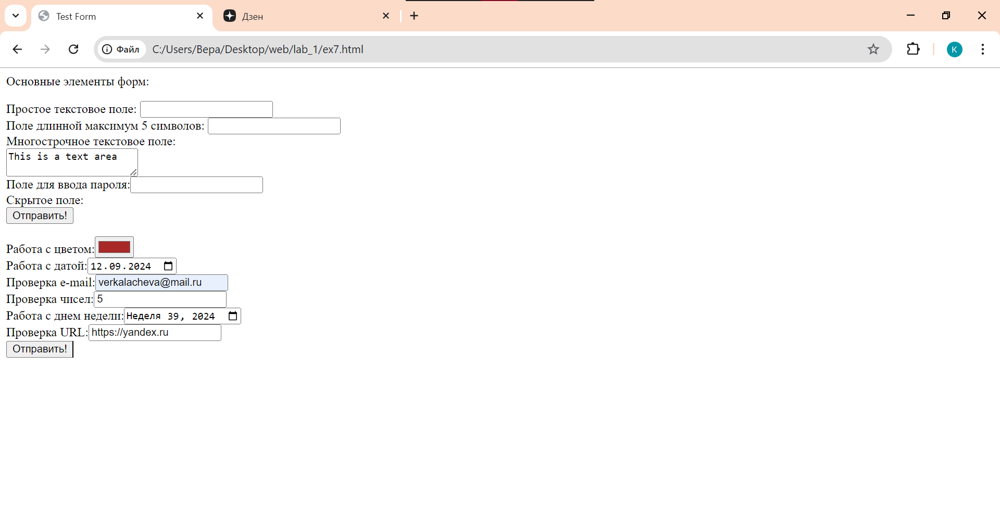 Test Form
Дзен
Файл
C:/Users/Вера/Desktop/web/lab_1/ex7.html
K
Основные элементы форм:
Простое текстовое поле:
Поле длинной максимум 5 символов:
Многострочное текстовое поле:
This is a text area
Поле для ввода пароля:
Скрытое поле:
Отправить!
Работа с цветом:
Работа с датой: 12.09.2024
Проверка e-mail: verkalacheva@mail.ru
Проверка чисел: 5
Работа с днем недели: Неделя 39, 2024
Проверка URL: https://yandex.ru
Отправить!